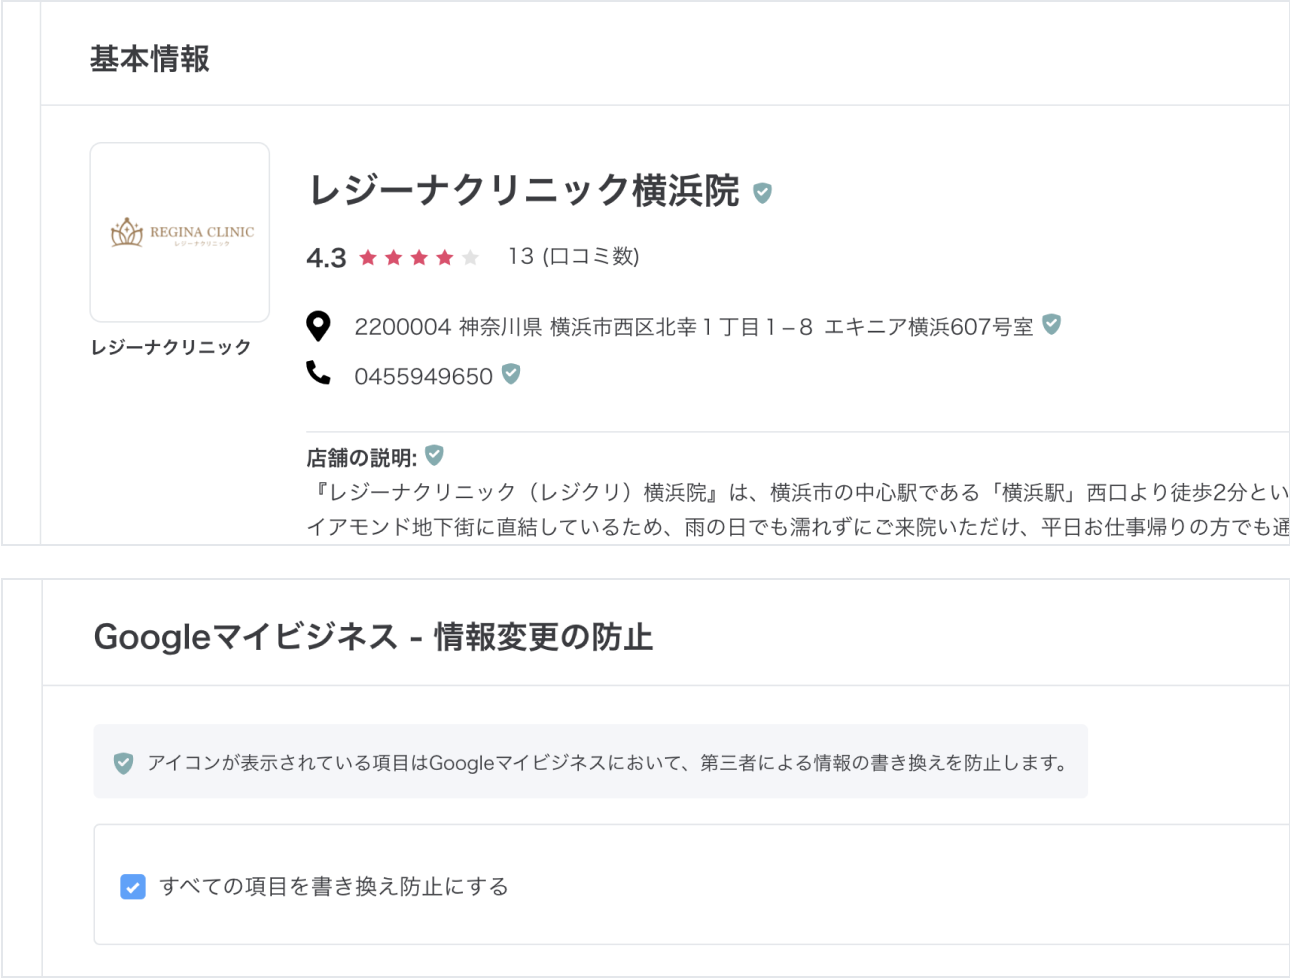 基本情報
REGINA CLINIC
レジーナクリニック
レジーナクリニック
レジーナクリニック横浜院
4.3 13 (口コミ数)
2200004 神奈川県 横浜市西区北幸１丁目１−８ エキニア横浜607号室
0455949650
店舗の説明:
『レジーナクリニック（レジクリ）横浜院』は、横浜市の中心駅である「横浜駅」西口より徒歩2分とい
イアモンド地下街に直結しているため、雨の日でも濡れずにご来院いただけ、平日お仕事帰りの方でも通
Googleマイビジネス - 情報変更の防止
アイコンが表示されている項目はGoogleマイビジネスにおいて、第三者による情報の書き換えを防止します。
すべての項目を書き換え防止にする